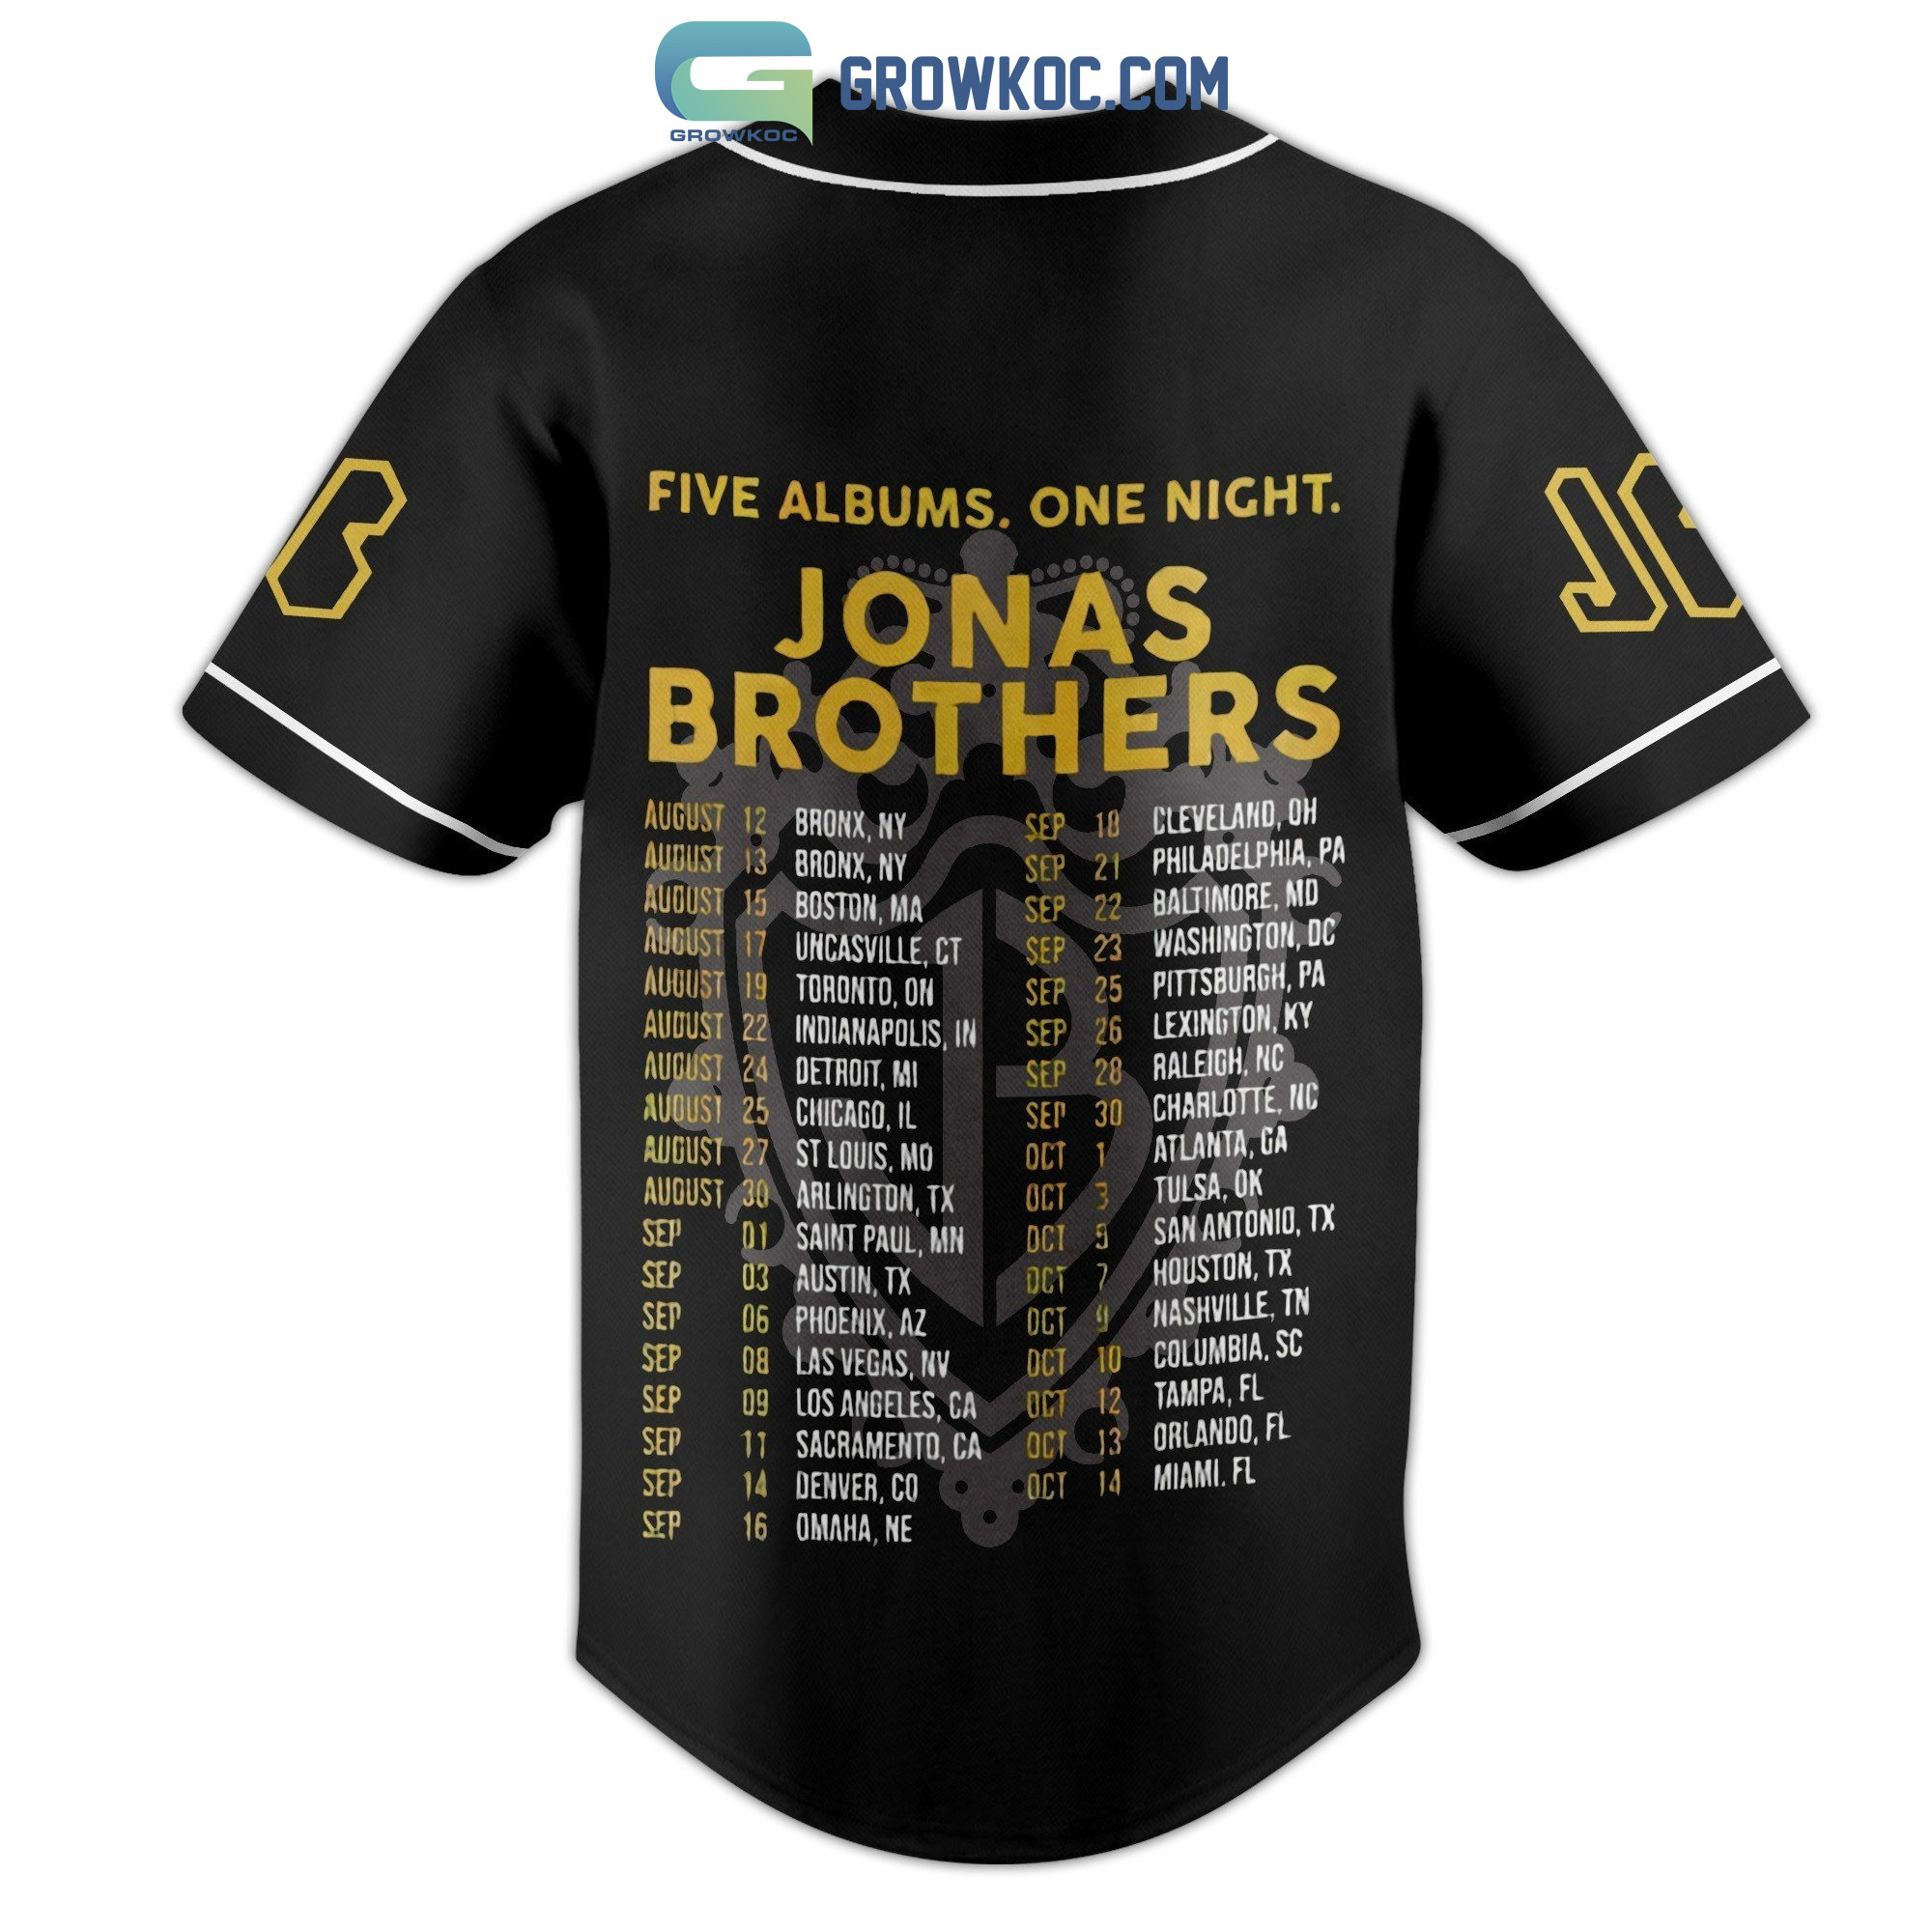 GROWKOC.COM
GROWKOC
FIVE ALBUMS. ONE NIGHT.
JONAS
BROTHERS
AUGUST 12 BRONX, NY
AUGUST 13 BRONX, NY
AUGUST 15 BOSTON, MA
AUGUST 17 UNCASVILLE, CT
AUGUST 19 TORONTO, ON
AUGUST 22 INDIANAPOLIS, IN
AUGUST 24 DETROIT, MI
AUGUST 25 CHICAGO, IL
AUGUST 27 ST LOUIS, MO
AUGUST 30 ARLINGTON, TX
SEP 01 SAINT PAUL, MN
SEP 03 AUSTIN, TX
SEP 06 PHOENIX, AZ
SEP 08 LAS VEGAS, NV
SEP 09 LOS ANGELES, CA
SEP 11 SACRAMENTO, CA
SEP 14 DENVER, CO
SEP 16 OMAHA, NE
SEP 18 CLEVELAND, OH
SEP 21 PHILADELPHIA, PA
SEP 22 BALTIMORE, MD
SEP 23 WASHINGTON, DC
SEP 25 PITTSBURGH, PA
SEP 26 LEXINGTON, KY
SEP 28 RALEIGH, NC
SEP 30 CHARLOTTE, NC
OCT 1 ATLANTA, GA
OCT 3 TULSA, OK
OCT SAN ANTONIO, TX
OCT 7 HOUSTON, TX
OCT 9 NASHVILLE, TN
OCT 10 COLUMBIA, SC
OCT 12 TAMPA, FL
OCT 13 ORLANDO, FL
OCT 14 MIAMI, FL